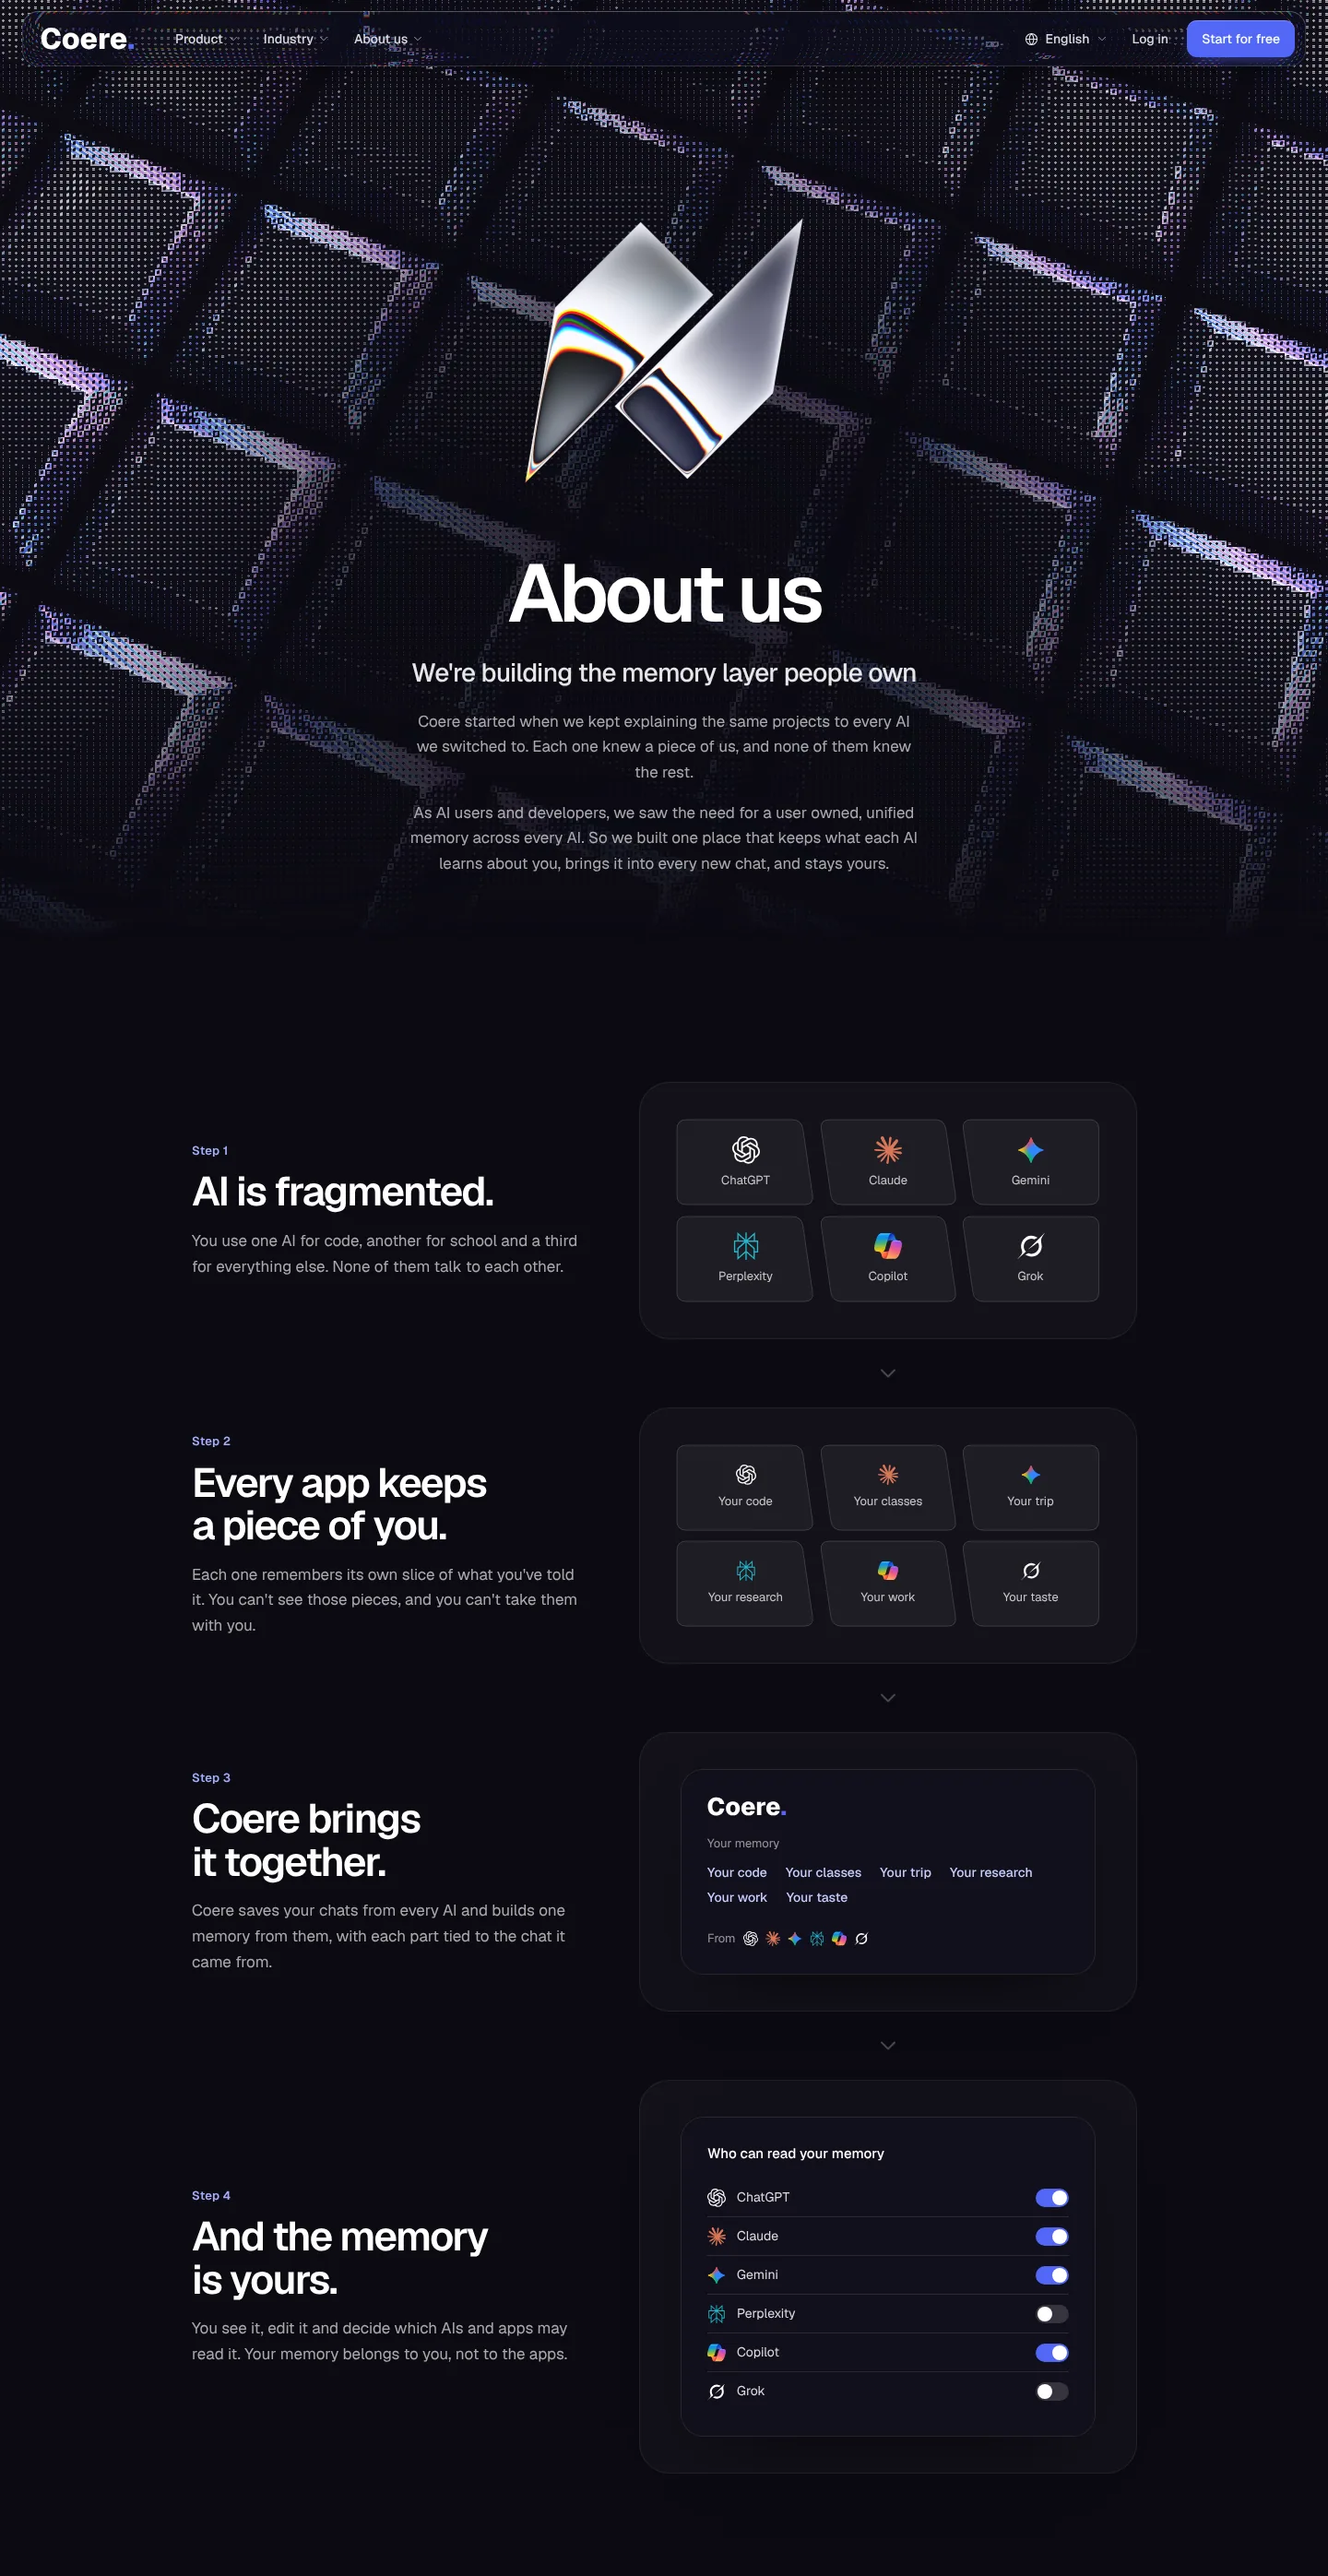 Coere.
Product
Industry
About us
English
Log in
Start for free
About us
We're building the memory layer people own
Coere started when we kept explaining the same projects to every AI
we switched to. Each one knew a piece of us, and none of them knew
the rest.
As AI users and developers, we saw the need for a user owned, unified
memory across every AI. So we built one place that keeps what each AI
learns about you, brings it into every new chat, and stays yours.
Step 1
AI is fragmented.
You use one AI for code, another for school and a third
for everything else. None of them talk to each other.
ChatGPT
Claude
Gemini
Perplexity
Copilot
Grok
Step 2
Every app keeps
a piece of you.
Each one remembers its own slice of what you've told
it. You can't see those pieces, and you can't take them
with you.
Your code
Your classes
Your trip
Your research
Your work
Your taste
Step 3
Coere brings
it together.
Coere saves your chats from every AI and builds one
memory from them, with each part tied to the chat it
came from.
Coere.
Your memory
Your code Your classes Your trip Your research
Your work Your taste
From
Step 4
And the memory
is yours.
You see it, edit it and decide which AIs and apps may
read it. Your memory belongs to you, not to the apps.
Who can read your memory
ChatGPT
Claude
Gemini
Perplexity
Copilot
Grok